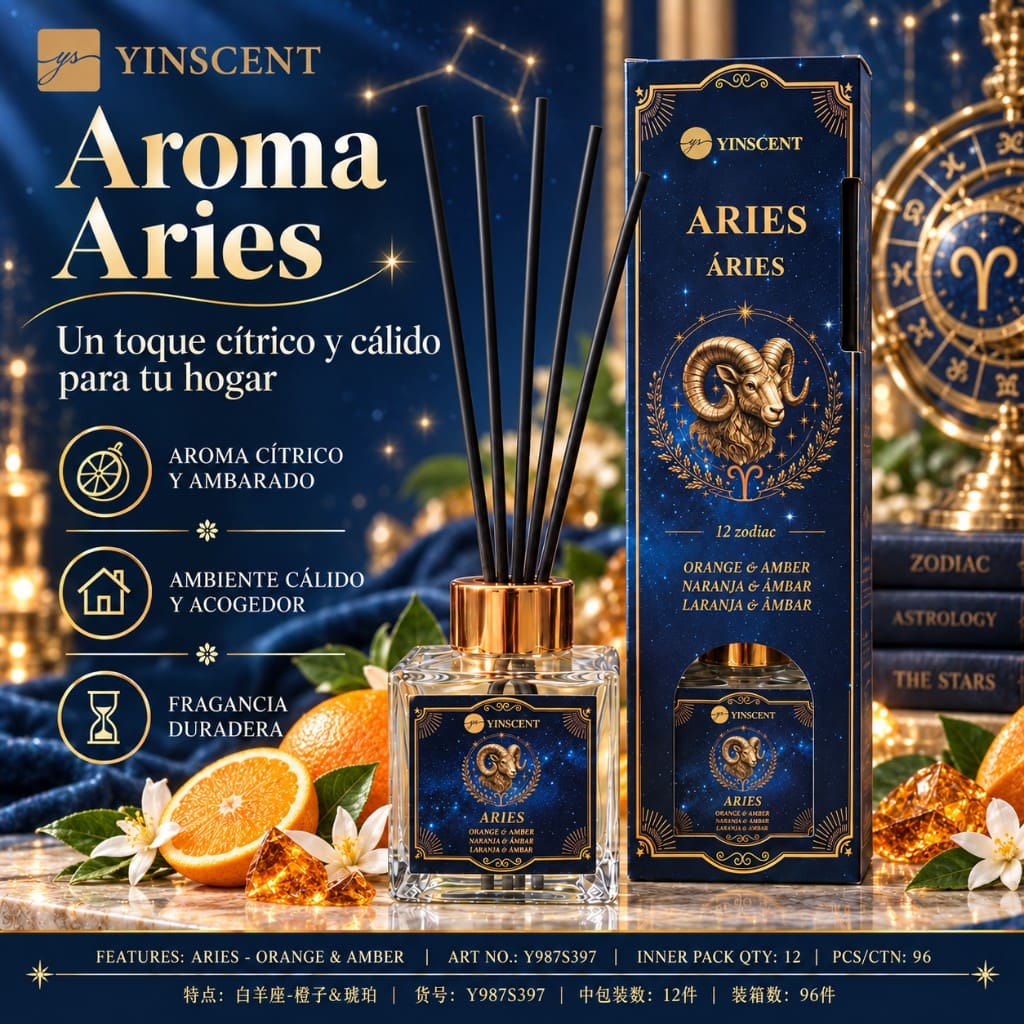 ys YINSCENT
Aroma
Aries
Un toque cítrico y cálido
para tu hogar
AROMA CÍTRICO
Y AMBARADO
AMBIENTE CÁLIDO
Y ACOGEDOR
FRAGANCIA
DURADERA
ys YINSCENT
ARIES
ÁRIES
12 zodiac
ORANGE & AMBER
NARANJA & ÁMBAR
LARANJA & ÂMBAR
ys YINSCENT
ARIES
ORANGE & AMBER
NARANJA & ÁMBAR
LARANJA & ÂMBAR
ys YINSCENT
ARIES
ORANGE & AMBER
NARANJA & ÁMBAR
LARANJA & ÂMBAR
ZODIAC
ASTROLOGY
THE STARS
FEATURES: ARIES - ORANGE & AMBER | ART NO.: Y987S397 | INNER PACK QTY: 12 | PCS/CTN: 96
特点: 白羊座-橙子&琥珀 | 货号: Y987S397 | 中包装数: 12件 | 装箱数: 96件